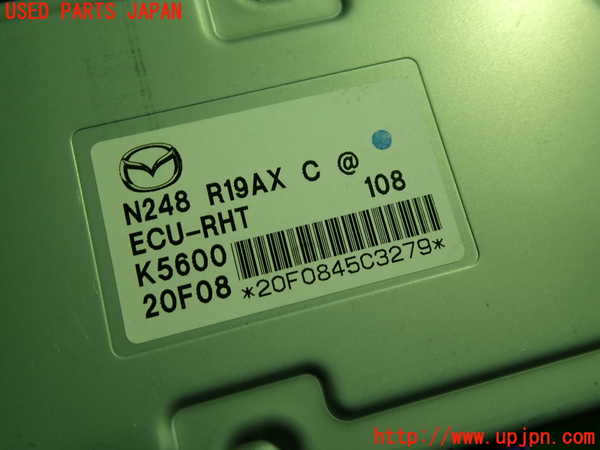 USED PARTS JAPAN
N248 R19AX C @
ECU-RHT 108
K5600
20F08 *20F0845C3279*
http://www.upjpn.com/